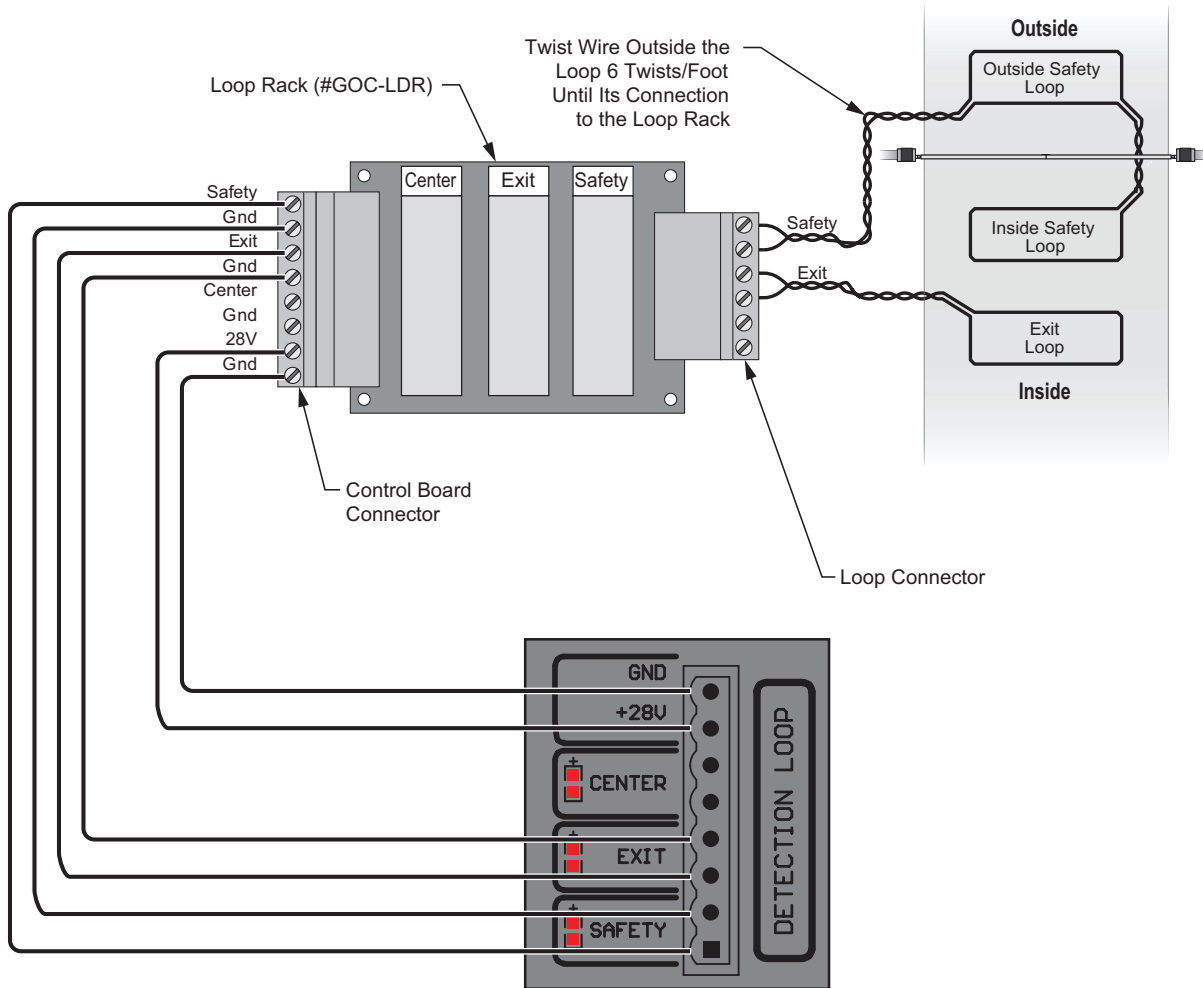 Outside
Twist Wire Outside the
Loop 6 Twists/Foot
Until Its Connection
to the Loop Rack
Outside Safety
Loop
Loop Rack (#GOC-LDR)
Center
Exit
Safety
Safety
Gnd
Exit
Gnd
Center
Gnd
28V
Gnd
Safety
Exit
Inside Safety
Loop
Exit
Loop
Inside
Control Board
Connector
Loop Connector
GND
+28V
+
CENTER
+
EXIT
+
SAFETY
DETECTION LOOP